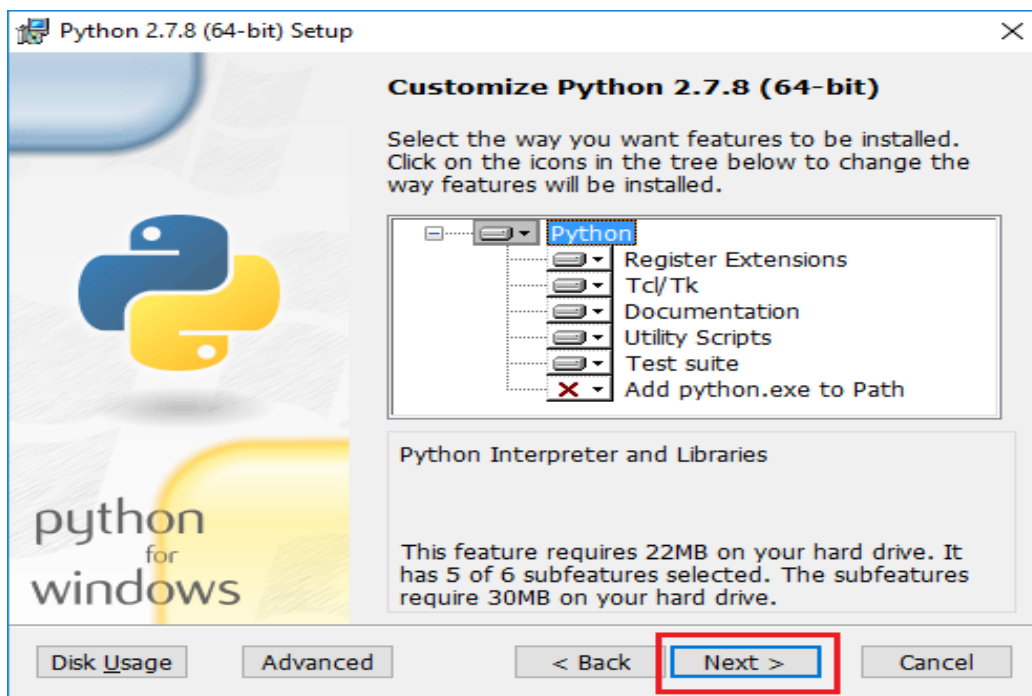 Python 2.7.8 (64-bit) Setup
Customize Python 2.7.8 (64-bit)
Select the way you want features to be installed.
Click on the icons in the tree below to change the
way features will be installed.
Python
Register Extensions
Tcl/Tk
Documentation
Utility Scripts
Test suite
Add python.exe to Path
Python Interpreter and Libraries
This feature requires 22MB on your hard drive. It
has 5 of 6 subfeatures selected. The subfeatures
require 30MB on your hard drive.
python
for
windows
Disk Usage
Advanced
< Back
Next >
Cancel